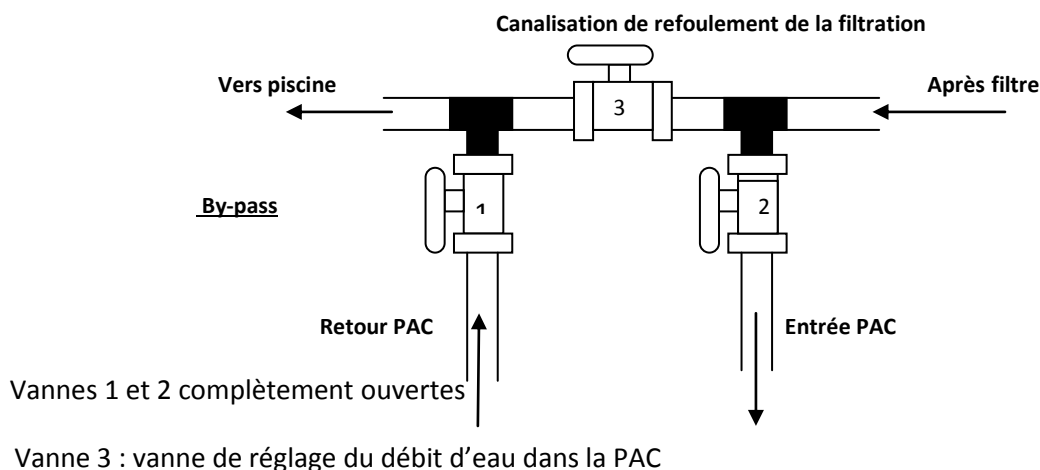 Canalisation de refoulement de la filtration
Vers piscine
Après filtre
3
By-pass
1
2
Retour PAC
Entrée PAC
Vannes 1 et 2 complètement ouvertes
Vanne 3 : vanne de réglage du débit d’eau dans la PAC